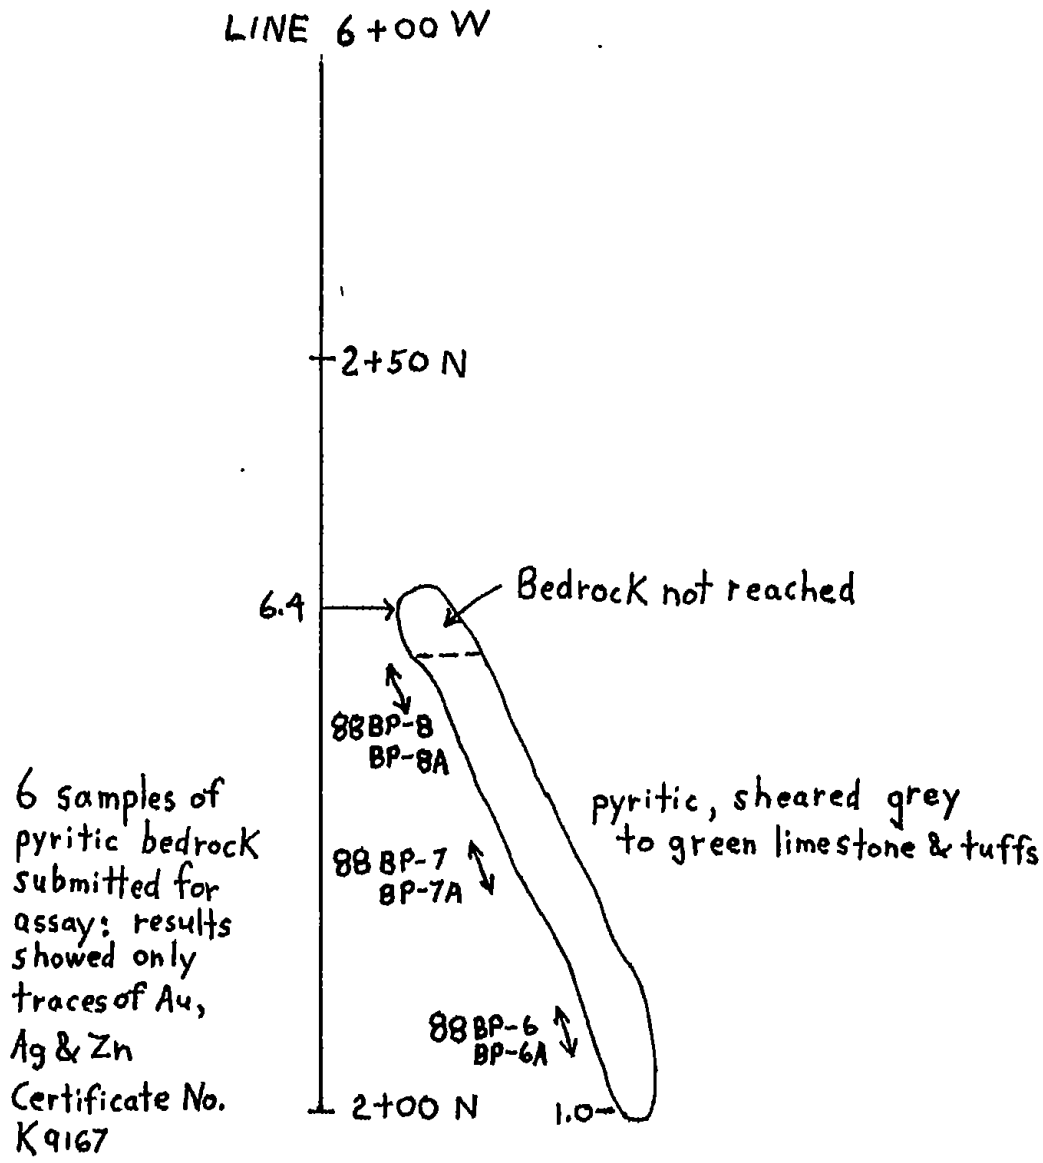 LINE 6+00 W
2+50 N
6.4
Bedrock not reached
88 BP-8
BP-8A
pyritic, sheared grey
to green limestone & tuffs
88 BP-7
BP-7A
6 samples of
pyritic bedrock
submitted for
assay: results
showed only
traces of Au,
Ag & Zn
Certificate No.
K9167
88 BP-6
BP-6A
2+00 N
1.0